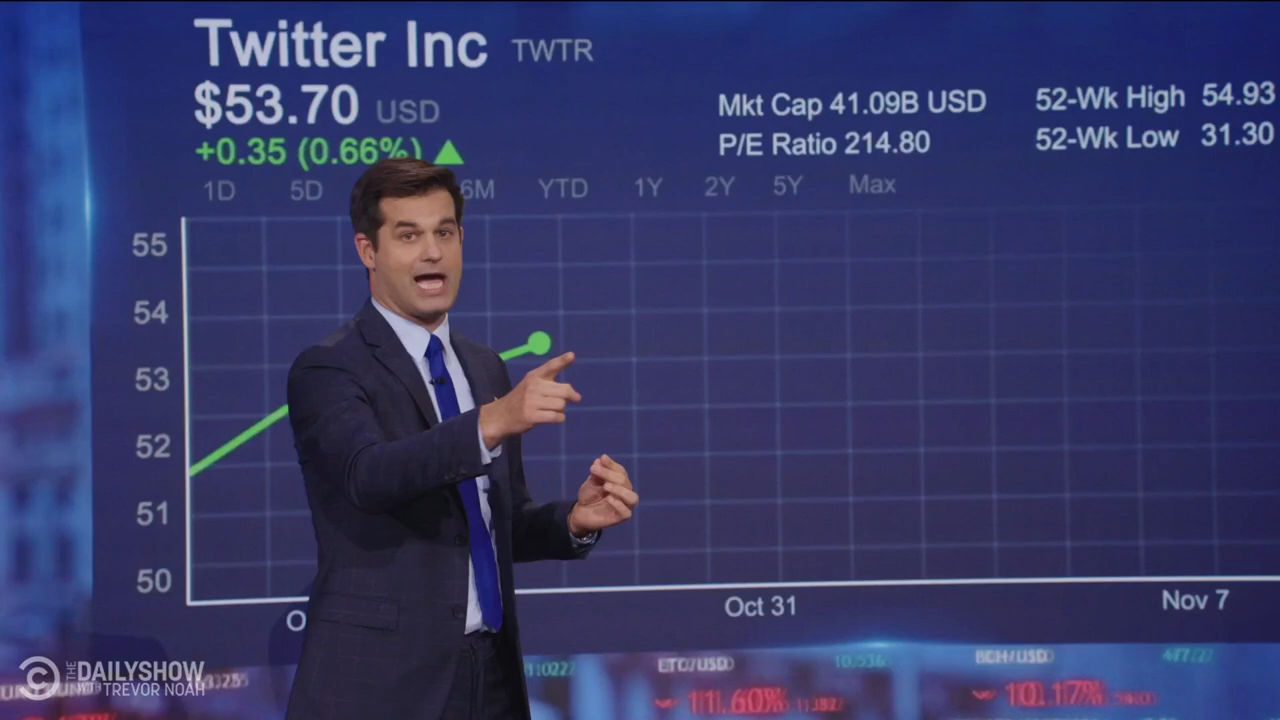 Twitter Inc TWTR
$53.70 USD
+0.35 (0.66%)
Mkt Cap 41.09B USD
P/E Ratio 214.80
52-Wk High 54.93
52-Wk Low 31.30
1D 5D 6M YTD 1Y 2Y 5Y Max
55
54
53
52
51
50
Oct 31 Nov 7
ETC/USD BCH/USD
11.60% 10.17%
THE DAILYSHOW
WITH TREVOR NOAH